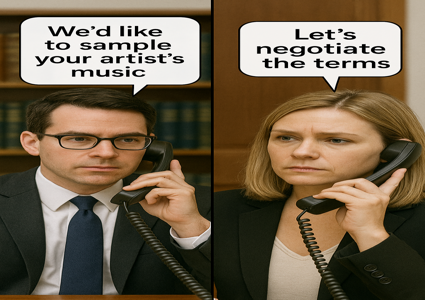 We'd like
to sample
your artist's
music
Let's
negotiate
the terms